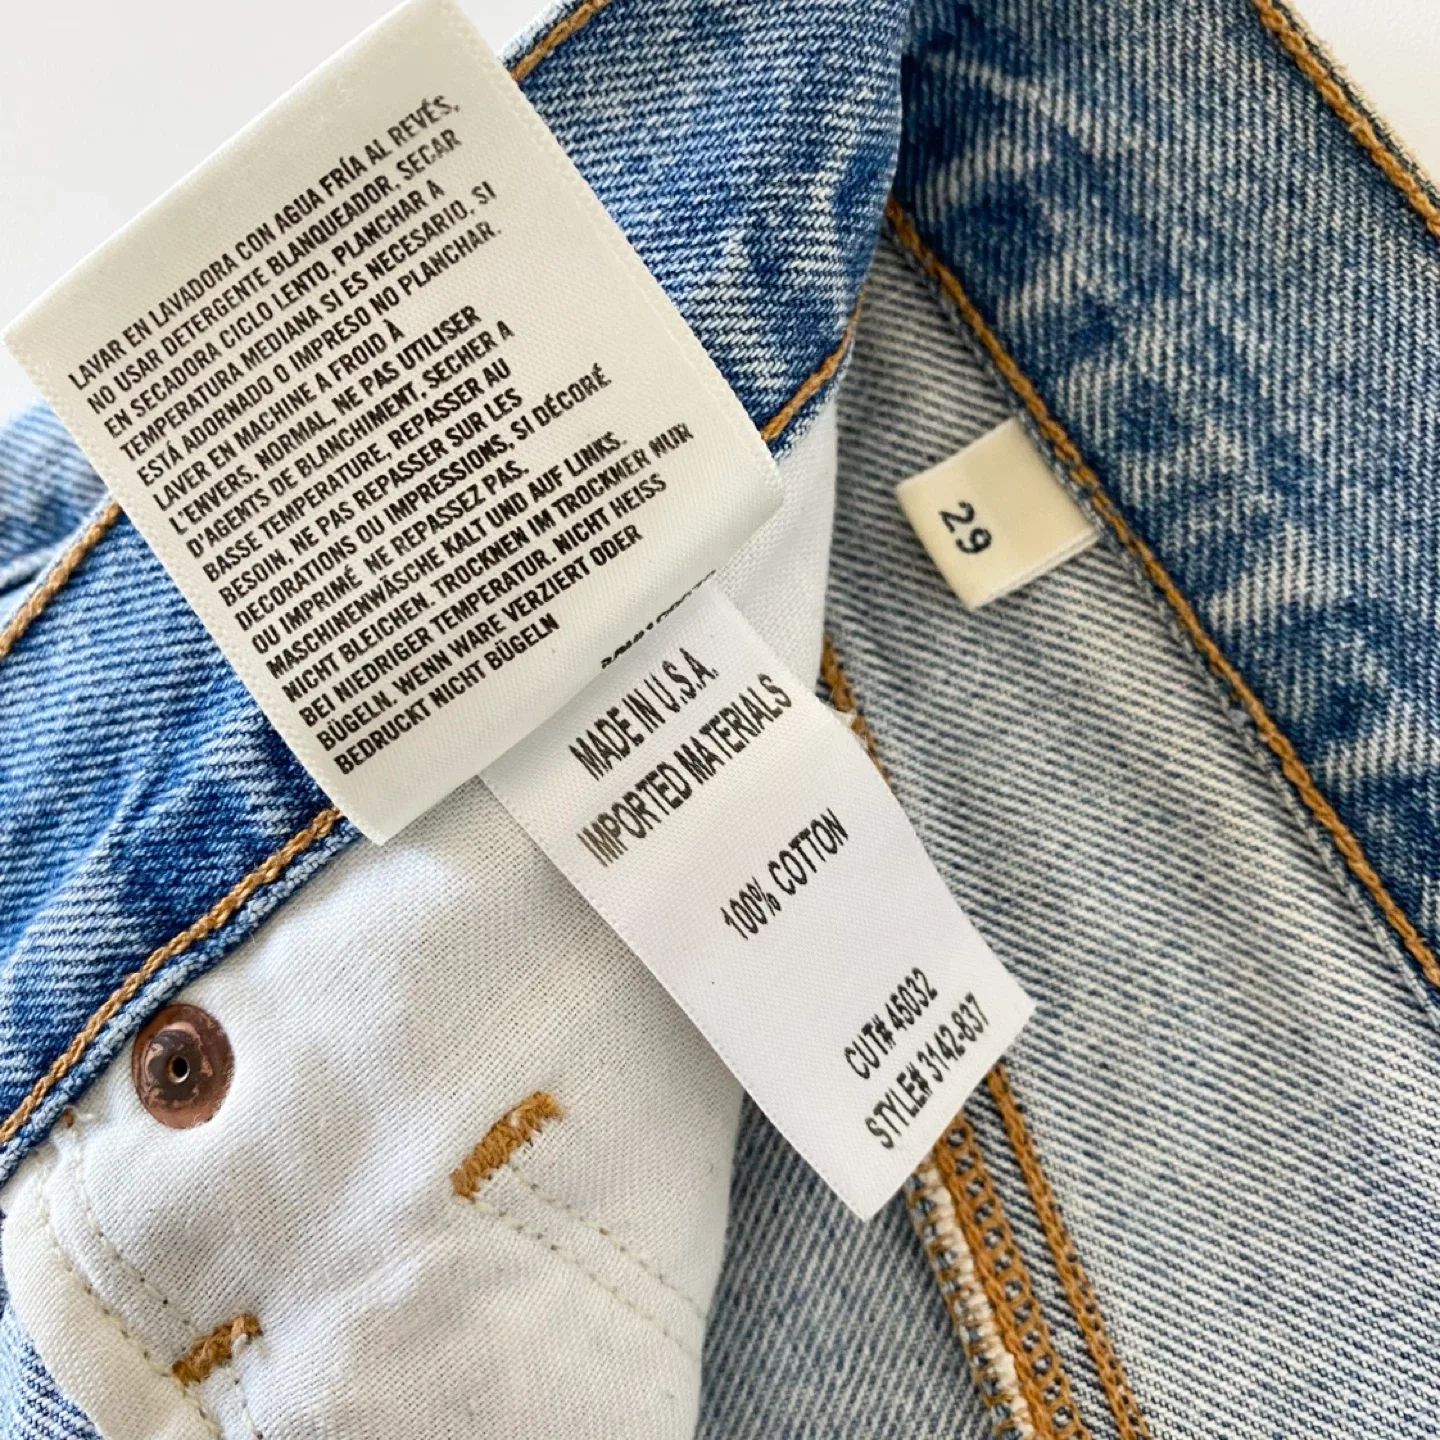 LAVAR EN LAVADORA CON AGUA FRÍA AL REVÉS,
NO USAR DETERGENTE BLANQUEADOR, SECAR
EN SECADORA CICLO LENTO, PLANCHAR A
TEMPERATURA MEDIANA SI ES NECESARIO, SI
ESTÁ ADORNADO O IMPRESO NO PLANCHAR.
LAVER EN MACHINE A FROID À
L'ENVERS, NORMAL, NE PAS UTILISER
D'AGENTS DE BLANCHIMENT, SECHER A
BASSE TEMPERATURE, REPASSER AU
BESOIN, NE PAS REPASSER SUR LES
DECORATIONS OU IMPRESSIONS, SI DÉCORÉ
OU IMPRIMÉ NE REPASSEZ PAS.
MASCHINENWÄSCHE KALT UND AUF LINKS.
NICHT BLEICHEN. TROCKNEN IM TROCKNER NUR
BEI NIEDRIGER TEMPERATUR. NICHT HEISS
BÜGELN. WENN WARE VERZIERT ODER
BEDRUCKT NICHT BÜGELN
MADE IN U.S.A.
IMPORTED MATERIALS
100% COTTON
CUT# 45032
STYLE# 3142-837
29